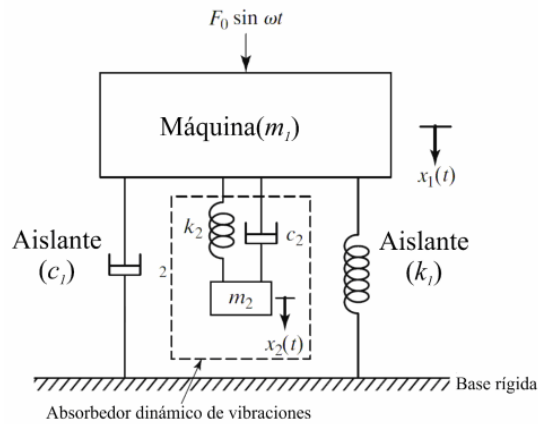 F₀ sin ωt
Máquina(m₁)
x₁(t)
Aislante
(c₁)
k₂
c₂
2
m₂
x₂(t)
Aislante
(k₁)
Base rígida
Absorbedor dinámico de vibraciones